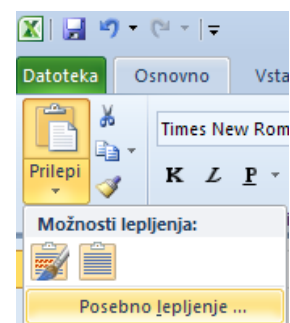 Datoteka Osnovno Vsta
Times New Rom
Prilepi K L P
Možnosti lepljenja:
Posebno lepljenje ...